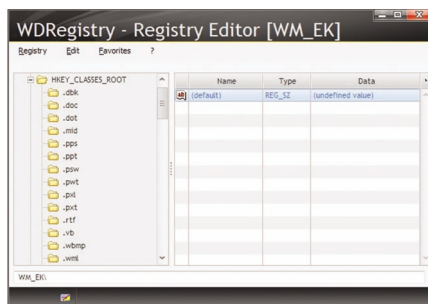 WDRegistry - Registry Editor [WM_EK]
Registry Edit Favorites ?
HKEY_CLASSES_ROOT
.dbk
.doc
.dot
.mid
.pps
.ppt
.psw
.pwt
.pxl
.pxt
.rtf
.vb
.wbmp
.wml
Name Type Data
ab (default) REG_SZ (undefined value)
WM_EK\